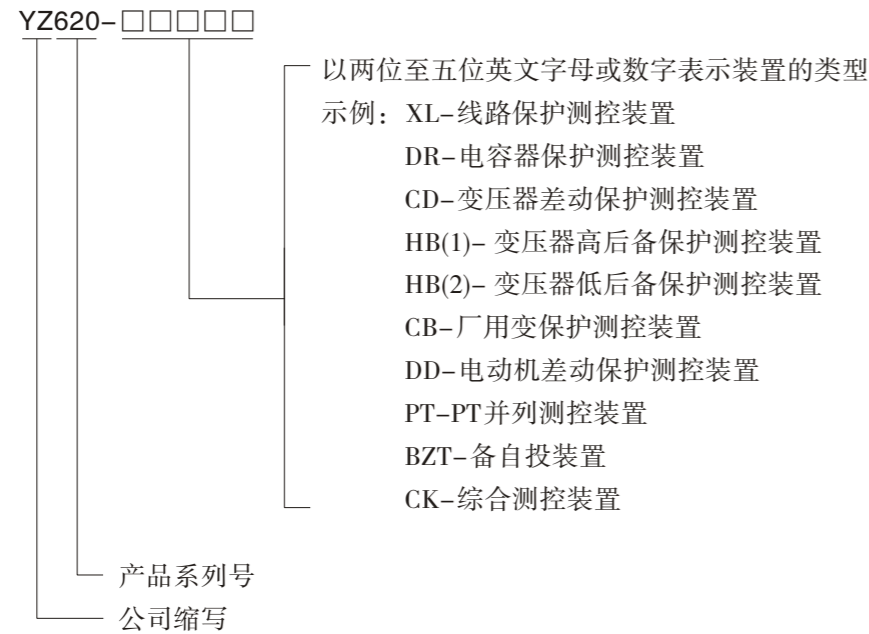 YZ620-□□□□□
以两位至五位英文字母或数字表示装置的类型
示例：XL-线路保护测控装置
DR-电容器保护测控装置
CD-变压器差动保护测控装置
HB(1)- 变压器高后备保护测控装置
HB(2)- 变压器低后备保护测控装置
CB-厂用变保护测控装置
DD-电动机差动保护测控装置
PT-PT并列测控装置
BZT-备自投装置
CK-综合测控装置
产品系列号
公司缩写